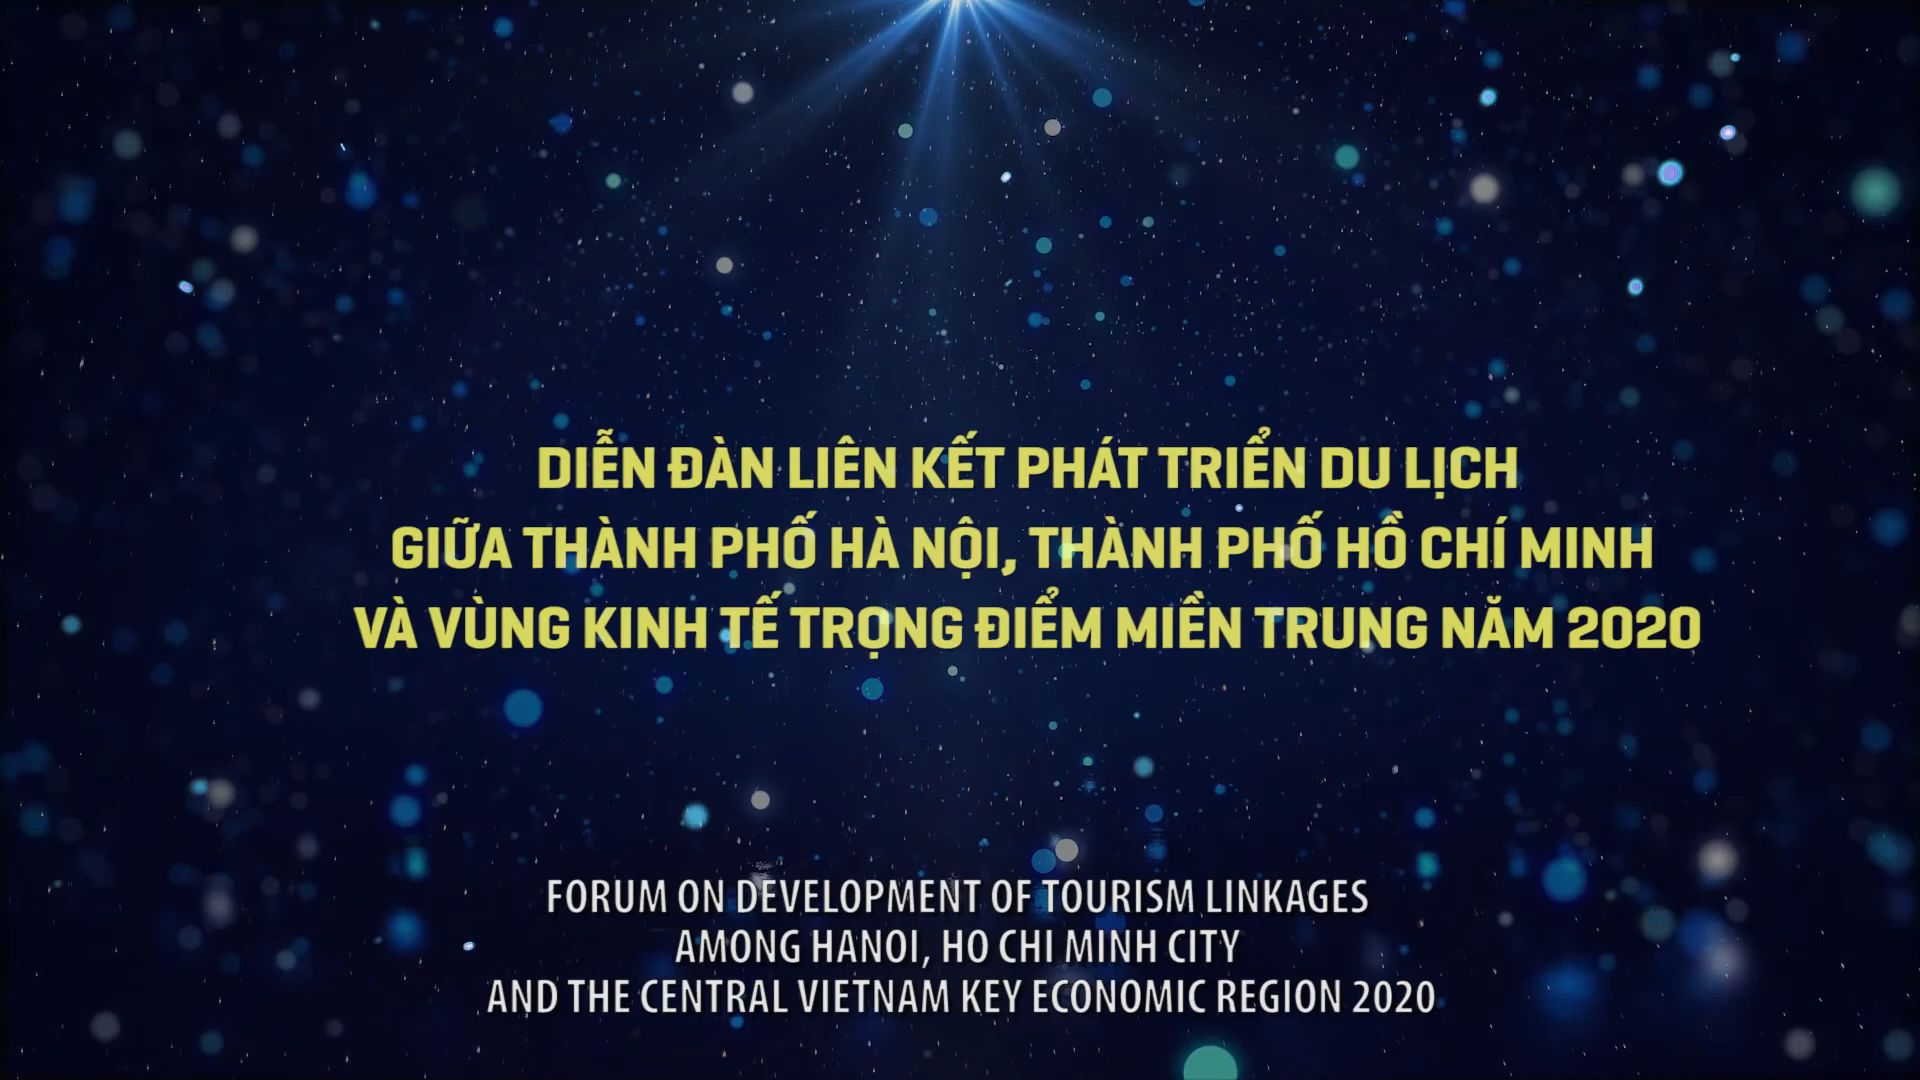 DIỄN ĐÀN LIÊN KẾT PHÁT TRIỂN DU LỊCH
GIỮA THÀNH PHỐ HÀ NỘI, THÀNH PHỐ HỒ CHÍ MINH
VÀ VÙNG KINH TẾ TRỌNG ĐIỂM MIỀN TRUNG NĂM 2020
FORUM ON DEVELOPMENT OF TOURISM LINKAGES
AMONG HANOI, HO CHI MINH CITY
AND THE CENTRAL VIETNAM KEY ECONOMIC REGION 2020